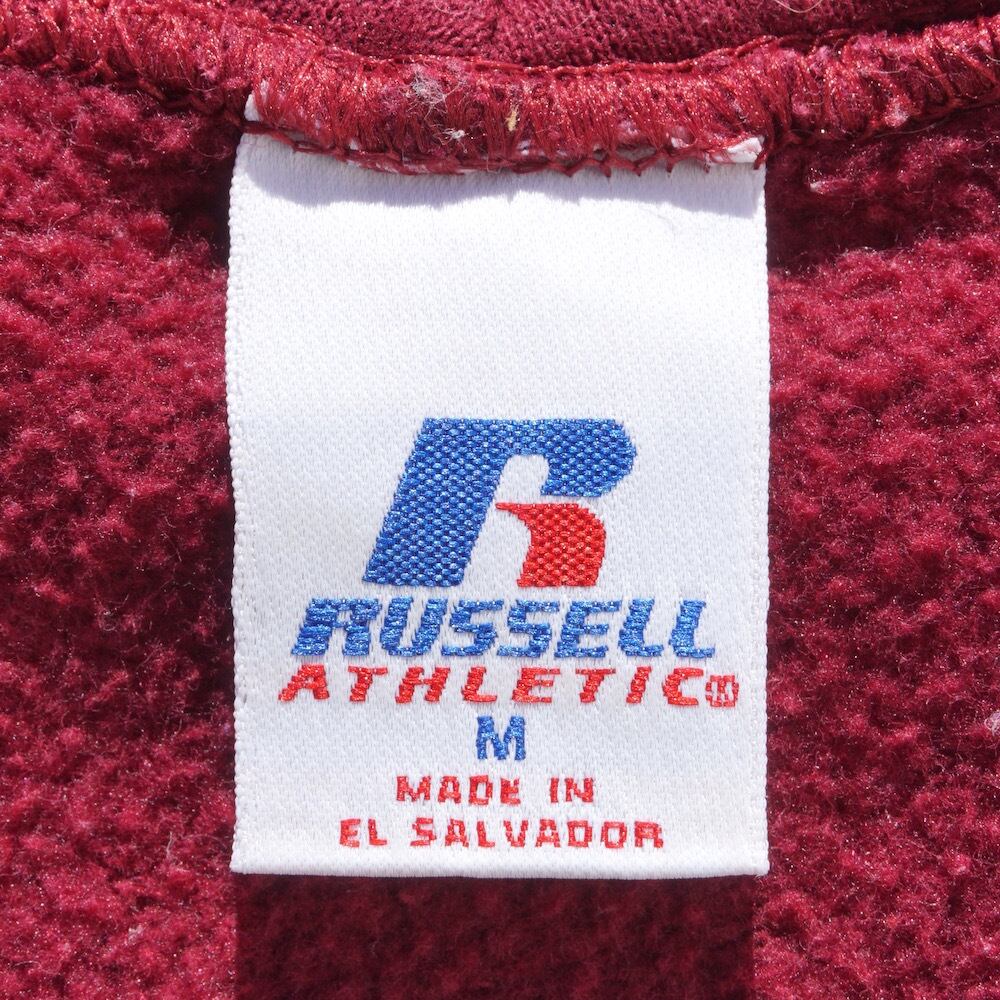 R
RUSSELL
ATHLETIC®
M
MADE IN
EL SALVADOR